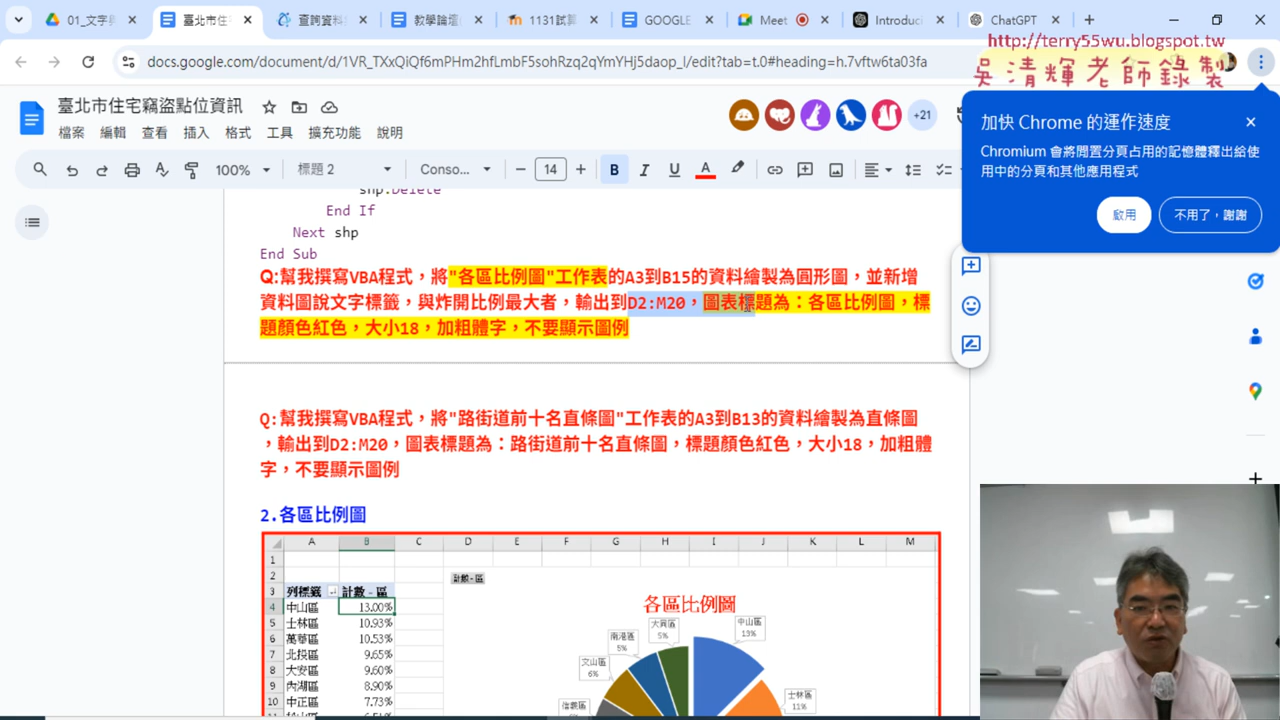 01_文字與
臺北市住宅
查詢資料
教學論壇
1131試算
GOOGLE
Meet
Introduci
ChatGPT
http://terry55wu.blogspot.tw
docs.google.com/document/d/1VR_TXxQiQf6mPHm2hfLmbF5sohRzq2qYmYHj5daop_I/edit?tab=t.0#heading=h.7vftw6ta03fa
吳清輝老師錄製
臺北市住宅竊盜點位資訊
+21
檔案 編輯 查看 插入 格式 工具 擴充功能 說明
加快 Chrome 的運作速度
Chromium 會將閒置分頁占用的記憶體釋出給使
用中的分頁和其他應用程式
啟用
不用了，謝謝
100% 標題 2 Conso... 14 B I U A
shp.Delete
End If
Next shp
End Sub
Q:幫我撰寫VBA程式，將"各區比例圖"工作表的A3到B15的資料繪製為圓形圖，並新增
資料圖說文字標籤，與炸開比例最大者，輸出到D2:M20，圖表標題為：各區比例圖，標
題顏色紅色，大小18，加粗體字，不要顯示圖例
Q:幫我撰寫VBA程式，將"路街道前十名直條圖"工作表的A3到B13的資料繪製為直條圖
，輸出到D2:M20，圖表標題為：路街道前十名直條圖，標題顏色紅色，大小18，加粗體
字，不要顯示圖例
2.各區比例圖
A B C D E F G H I J K L M
1
2 計數 - 區
3 列標籤 計數 - 區
各區比例圖
4 中山區 13.00%
5 士林區 10.93%
6 萬華區 10.53%
7 北投區 9.65%
8 大安區 9.60%
9 內湖區 8.90%
10 中正區 7.73%
11
中山區
13%
大同區
5%
南港區
5%
文山區
6%
士林區
11%
信義區